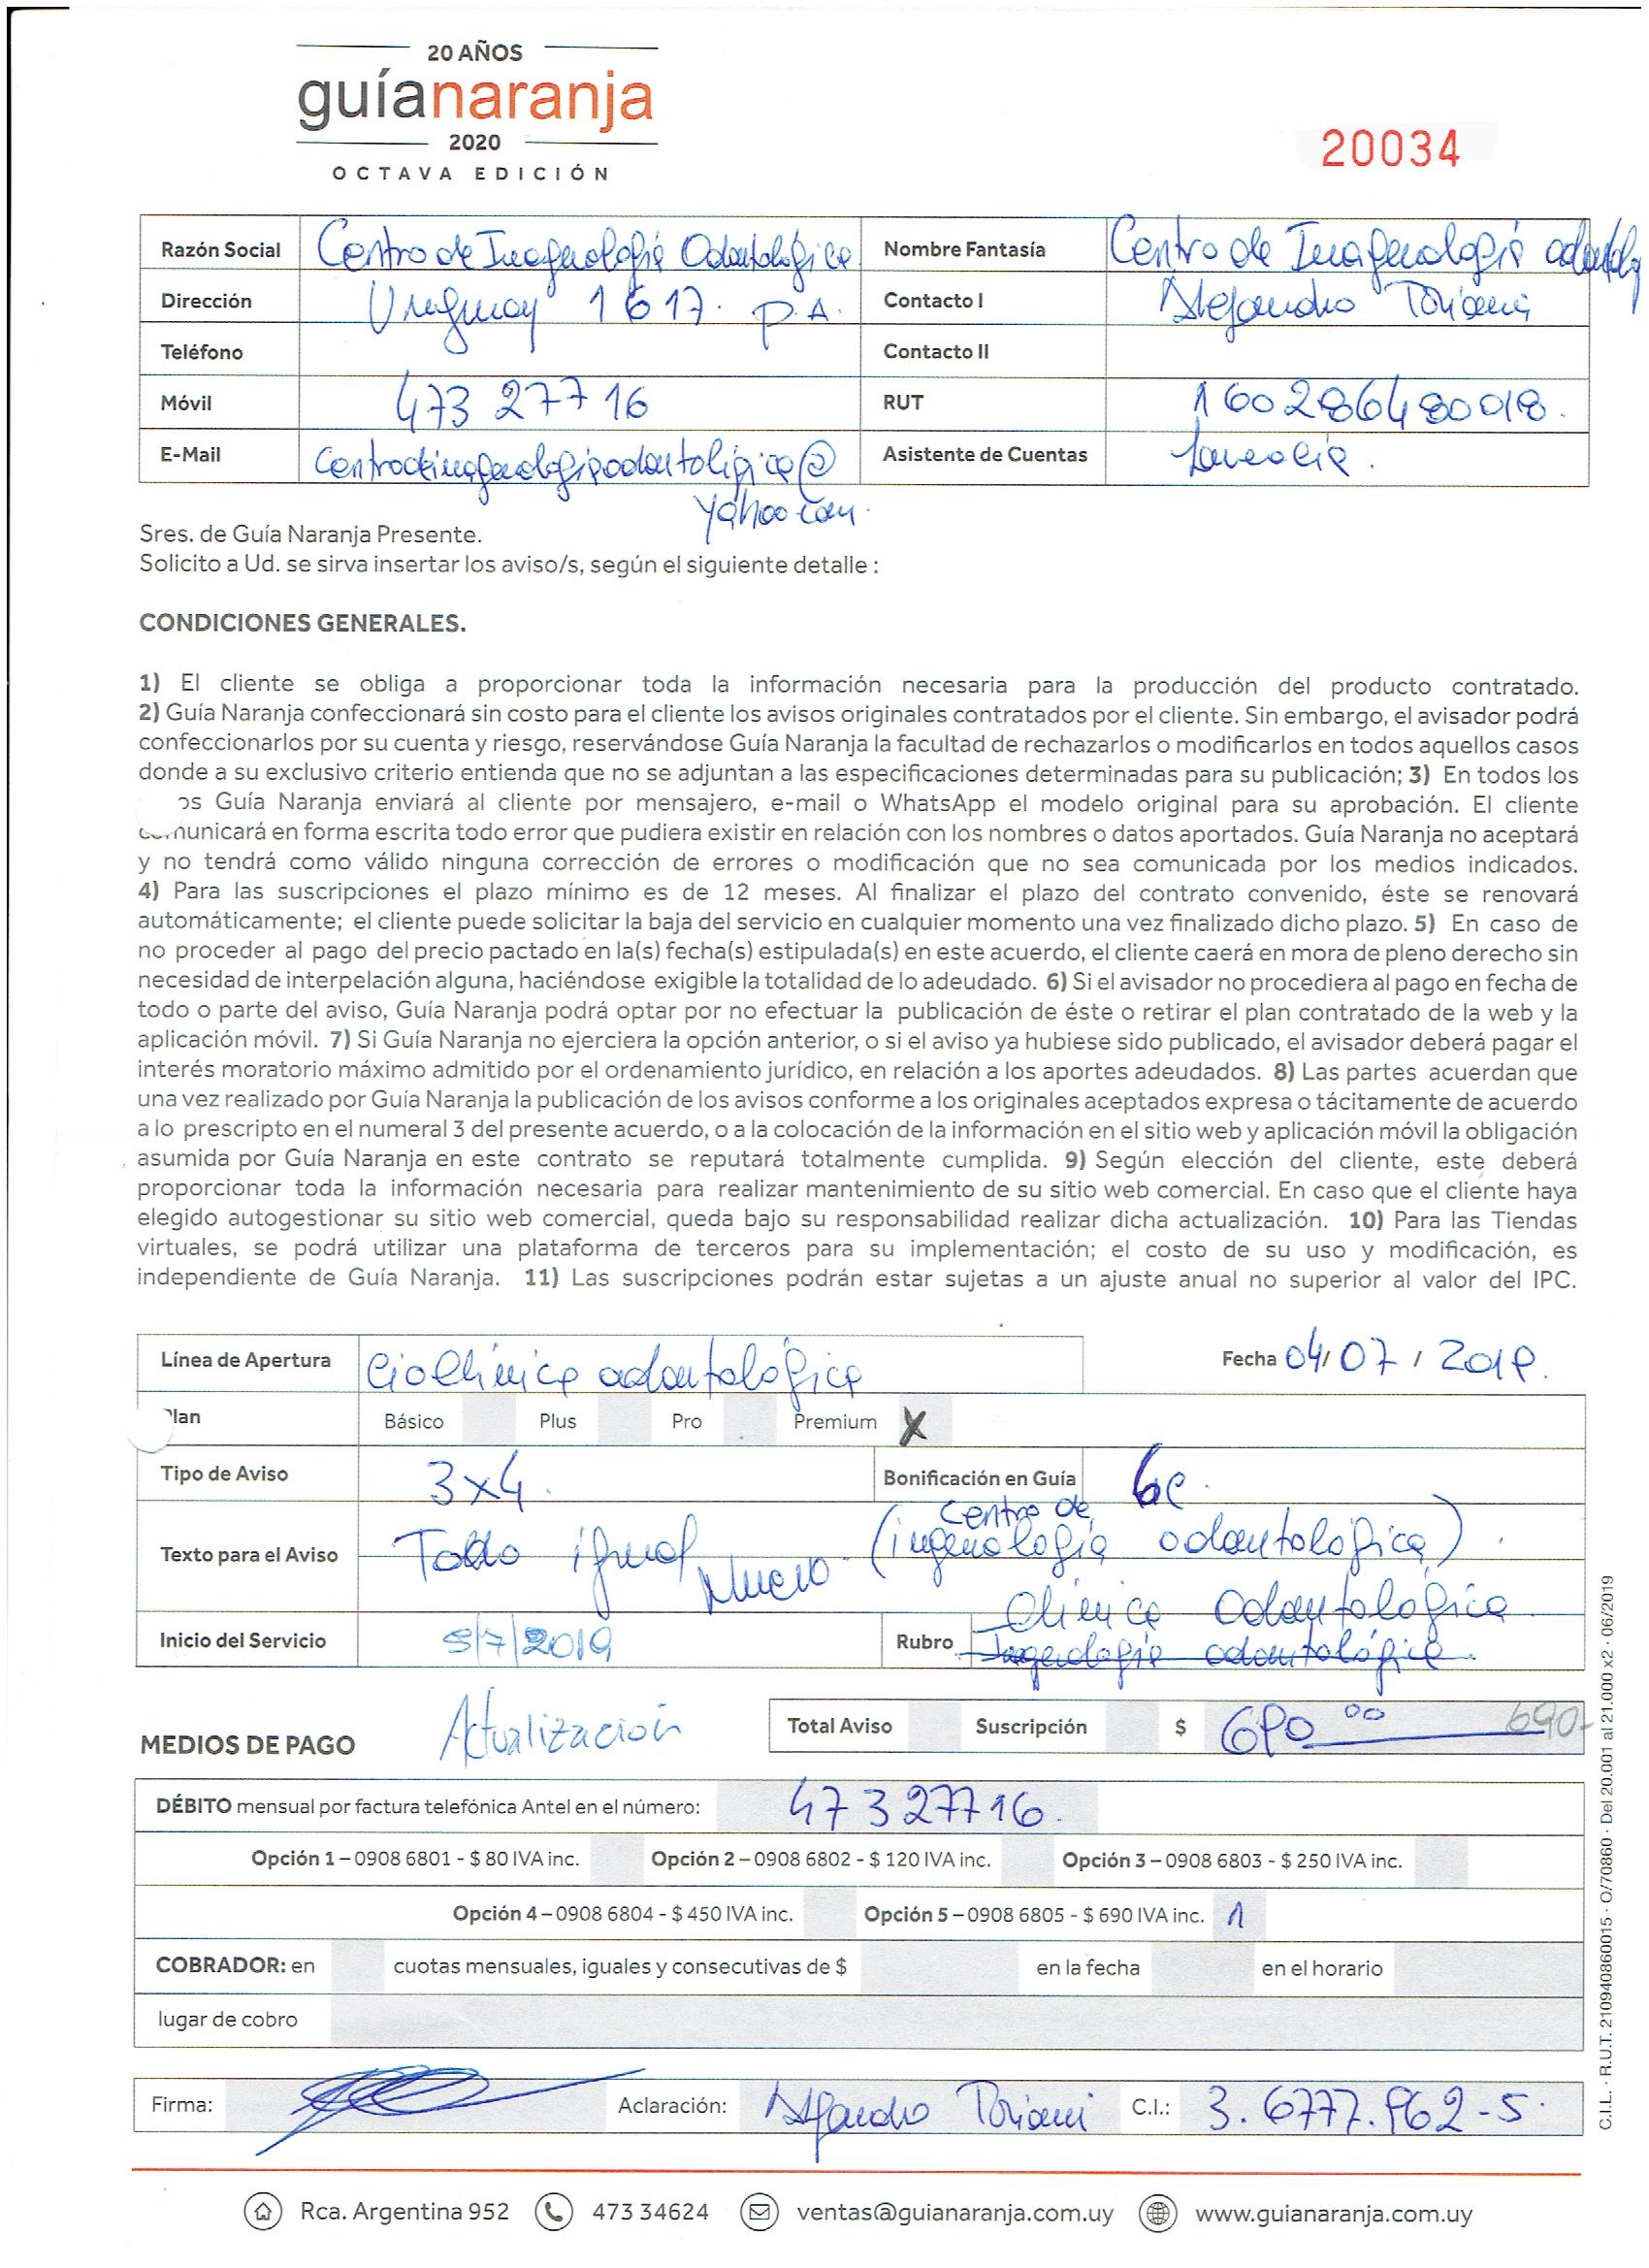 20 AÑOS
guíanaranja
2020
OCTAVA EDICIÓN
20034
Razón Social Centro de Imagenología Odontológica Nombre Fantasía Centro de Imagenología odontolog
Dirección Uruguay 1617. P.A. Contacto I Alejandro Toriani
Teléfono Contacto II
Móvil 473 27716 RUT 160286480018.
E-Mail centrodeimagenologiaodontologica@ Asistente de Cuentas
yahoo.com.
Sres. de Guía Naranja Presente.
Solicito a Ud. se sirva insertar los aviso/s, según el siguiente detalle :
CONDICIONES GENERALES.
1) El cliente se obliga a proporcionar toda la información necesaria para la producción del producto contratado.
2) Guía Naranja confeccionará sin costo para el cliente los avisos originales contratados por el cliente. Sin embargo, el avisador podrá
confeccionarlos por su cuenta y riesgo, reservándose Guía Naranja la facultad de rechazarlos o modificarlos en todos aquellos casos
donde a su exclusivo criterio entienda que no se adjuntan a las especificaciones determinadas para su publicación; 3) En todos los
os Guía Naranja enviará al cliente por mensajero, e-mail o WhatsApp el modelo original para su aprobación. El cliente
comunicará en forma escrita todo error que pudiera existir en relación con los nombres o datos aportados. Guía Naranja no aceptará
y no tendrá como válido ninguna corrección de errores o modificación que no sea comunicada por los medios indicados.
4) Para las suscripciones el plazo mínimo es de 12 meses. Al finalizar el plazo del contrato convenido, éste se renovará
automáticamente; el cliente puede solicitar la baja del servicio en cualquier momento una vez finalizado dicho plazo. 5) En caso de
no proceder al pago del precio pactado en la(s) fecha(s) estipulada(s) en este acuerdo, el cliente caerá en mora de pleno derecho sin
necesidad de interpelación alguna, haciéndose exigible la totalidad de lo adeudado. 6) Si el avisador no procediera al pago en fecha de
todo o parte del aviso, Guía Naranja podrá optar por no efectuar la publicación de éste o retirar el plan contratado de la web y la
aplicación móvil. 7) Si Guía Naranja no ejerciera la opción anterior, o si el aviso ya hubiese sido publicado, el avisador deberá pagar el
interés moratorio máximo admitido por el ordenamiento jurídico, en relación a los aportes adeudados. 8) Las partes acuerdan que
una vez realizado por Guía Naranja la publicación de los avisos conforme a los originales aceptados expresa o tácitamente de acuerdo
a lo prescripto en el numeral 3 del presente acuerdo, o a la colocación de la información en el sitio web y aplicación móvil la obligación
asumida por Guía Naranja en este contrato se reputará totalmente cumplida. 9) Según elección del cliente, este deberá
proporcionar toda la información necesaria para realizar mantenimiento de su sitio web comercial. En caso que el cliente haya
elegido autogestionar su sitio web comercial, queda bajo su responsabilidad realizar dicha actualización. 10) Para las Tiendas
virtuales, se podrá utilizar una plataforma de terceros para su implementación; el costo de su uso y modificación, es
independiente de Guía Naranja. 11) Las suscripciones podrán estar sujetas a un ajuste anual no superior al valor del IPC.
Línea de Apertura Cio Clínica odontológica Fecha 04/ 07 / 2019.
Plan Básico Plus Pro Premium X
Tipo de Aviso 3x4. Bonificación en Guía 6c.
centro de
Texto para el Aviso Todo igual Nuevo (imgenología odontológica)
Clínica Odontológica
Inicio del Servicio 5/7/2019 Rubro Imgenología odontológica.
Actualización
MEDIOS DE PAGO Total Aviso Suscripción $ 690 00 690-
DÉBITO mensual por factura telefónica Antel en el número: 47327716.
Opción 1 – 0908 6801 - $ 80 IVA inc. Opción 2 – 0908 6802 - $ 120 IVA inc. Opción 3 – 0908 6803 - $ 250 IVA inc.
Opción 4 – 0908 6804 - $ 450 IVA inc. Opción 5 – 0908 6805 - $ 690 IVA inc. 1
COBRADOR: en cuotas mensuales, iguales y consecutivas de $ en la fecha en el horario
lugar de cobro
Firma: Aclaración: Alejandro Toriani C.I.: 3.6777.962-5.
C.I.L. · R.U.T. 210940860015 · O/70860 · Del 20.001 al 21.000 x2 · 06/2019
Rca. Argentina 952 473 34624 ventas@guianaranja.com.uy www.guianaranja.com.uy